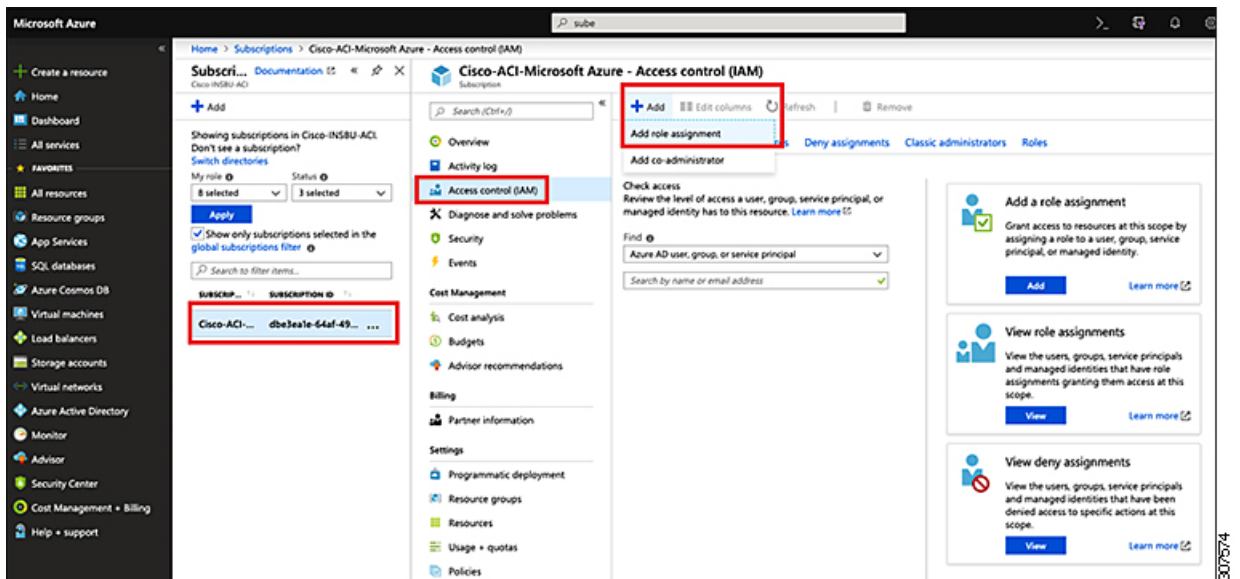 Microsoft Azure
sube
Home > Subscriptions > Cisco-ACI-Microsoft Azure - Access control (IAM)
Create a resource
Home
Dashboard
All services
FAVORITES
All resources
Resource groups
App Services
SQL databases
Azure Cosmos DB
Virtual machines
Load balancers
Storage accounts
Virtual networks
Azure Active Directory
Monitor
Advisor
Security Center
Cost Management + Billing
Help + support
Subscri... Documentation
Cisco-INSBU-ACI
Add
Showing subscriptions in Cisco-INSBU-ACI.
Don't see a subscription?
Switch directories
My role Status
8 selected 3 selected
Apply
Show only subscriptions selected in the
global subscriptions filter
Search to filter items...
SUBSCRIP... SUBSCRIPTION ID
Cisco-ACI-... dbe3ea1e-64af-49... ...
Cisco-ACI-Microsoft Azure - Access control (IAM)
Subscription
Search (Ctrl+/)
Overview
Activity log
Access control (IAM)
Diagnose and solve problems
Security
Events
Cost Management
Cost analysis
Budgets
Advisor recommendations
Billing
Partner information
Settings
Programmatic deployment
Resource groups
Resources
Usage + quotas
Policies
Add Edit columns Refresh Remove
Add role assignment
Add co-administrator
Deny assignments Classic administrators Roles
Check access
Review the level of access a user, group, service principal, or
managed identity has to this resource. Learn more
Find
Azure AD user, group, or service principal
Search by name or email address
Add a role assignment
Grant access to resources at this scope by
assigning a role to a user, group, service
principal, or managed identity.
Add Learn more
View role assignments
View the users, groups, service principals
and managed identities that have role
assignments granting them access at this
scope.
View Learn more
View deny assignments
View the users, groups, service principals
and managed identities that have been
denied access to specific actions at this
scope.
View Learn more
307574